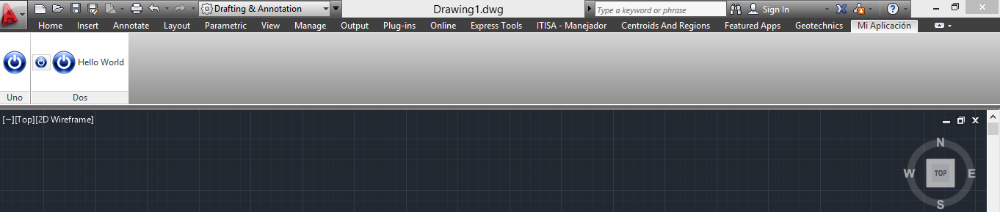 Drafting & Annotation
Drawing1.dwg
Type a keyword or phrase
Sign In
Home Insert Annotate Layout Parametric View Manage Output Plug-ins Online Express Tools ITISA - Manejador Centroids And Regions Featured Apps Geotechnics Mi Aplicación
Hello World
Uno Dos
[−][Top][2D Wireframe]
N
W TOP E
S